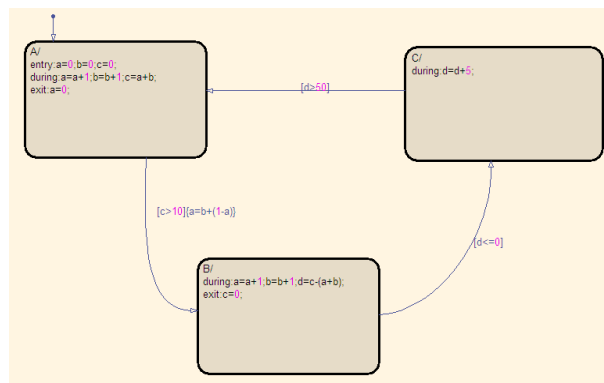 A/
entry:a=0;b=0;c=0;
during:a=a+1;b=b+1;c=a+b;
exit:a=0;
C/
during:d=d+5;
[d>50]
[c>10]{a=b+(1-a)}
[d<=0]
B/
during:a=a+1;b=b+1;d=c-(a+b);
exit:c=0;